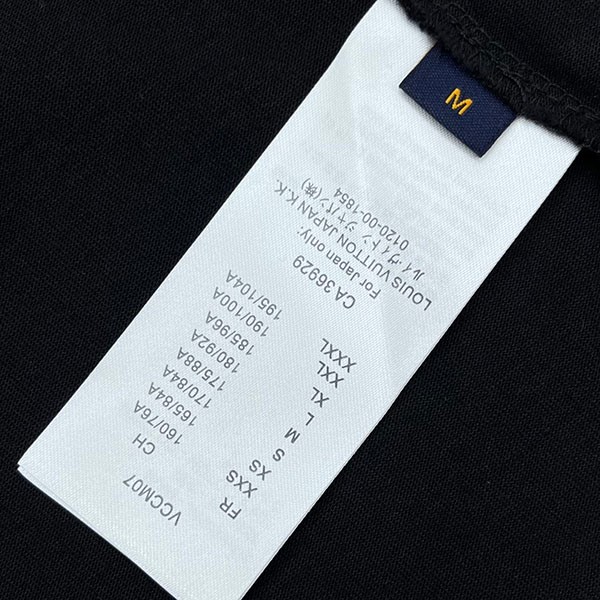 M
VCCM07
FR CH
XXS 160/76A
XS 165/84A
S 170/84A
M 175/88A
L 180/92A
XL 185/96A
XXL 190/100A
XXXL 195/104A
CA36929
For Japan only:
LOUIS VUITTON JAPAN K.K.
ルイ・ヴィトン ジャパン(株)
0120-00-1854